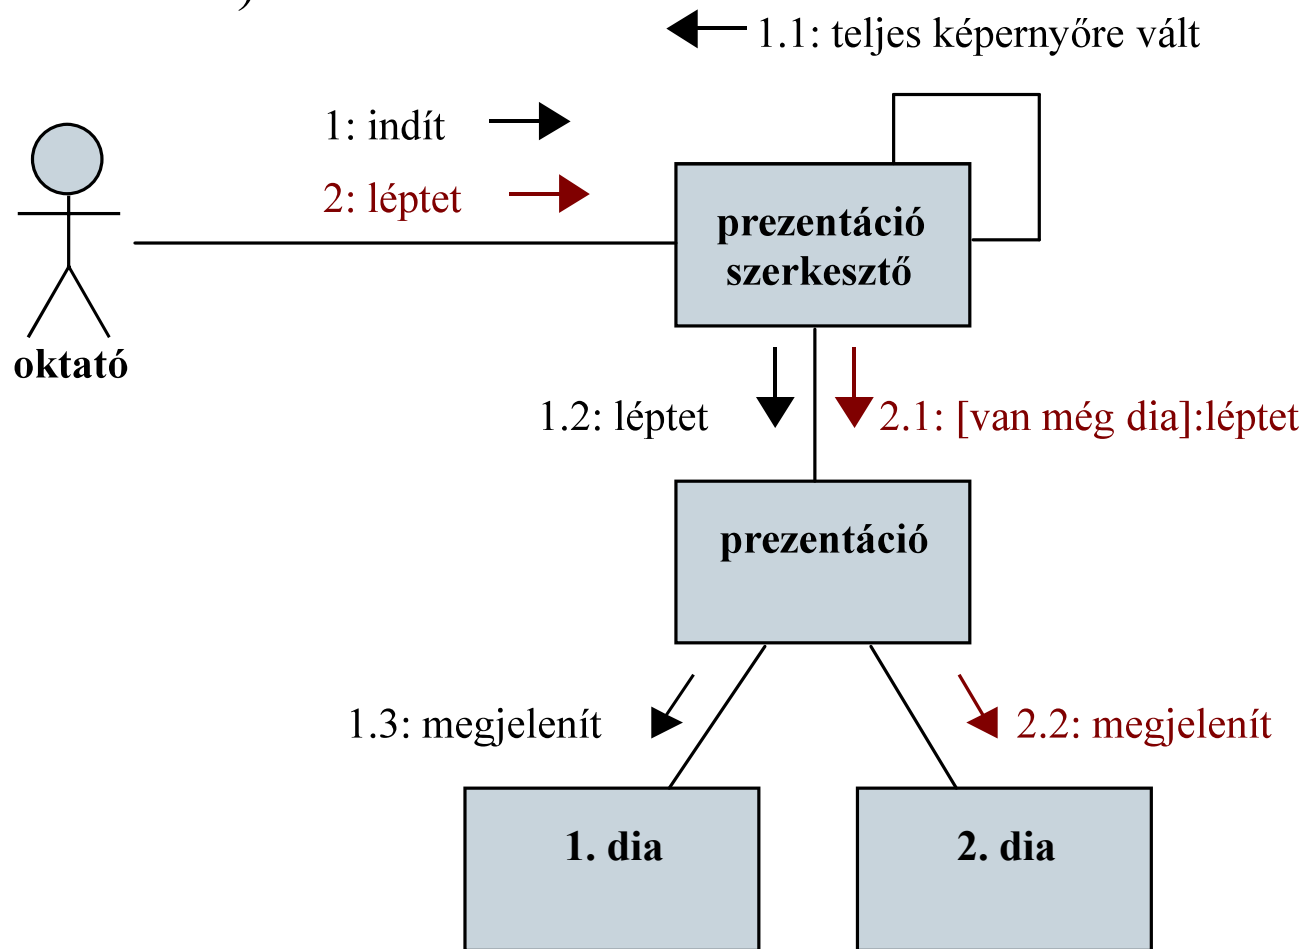 )
1.1: teljes képernyőre vált
1: indít
2: léptet
prezentáció
szerkesztő
oktató
1.2: léptet
2.1: [van még dia]:léptet
prezentáció
1.3: megjelenít
2.2: megjelenít
1. dia
2. dia